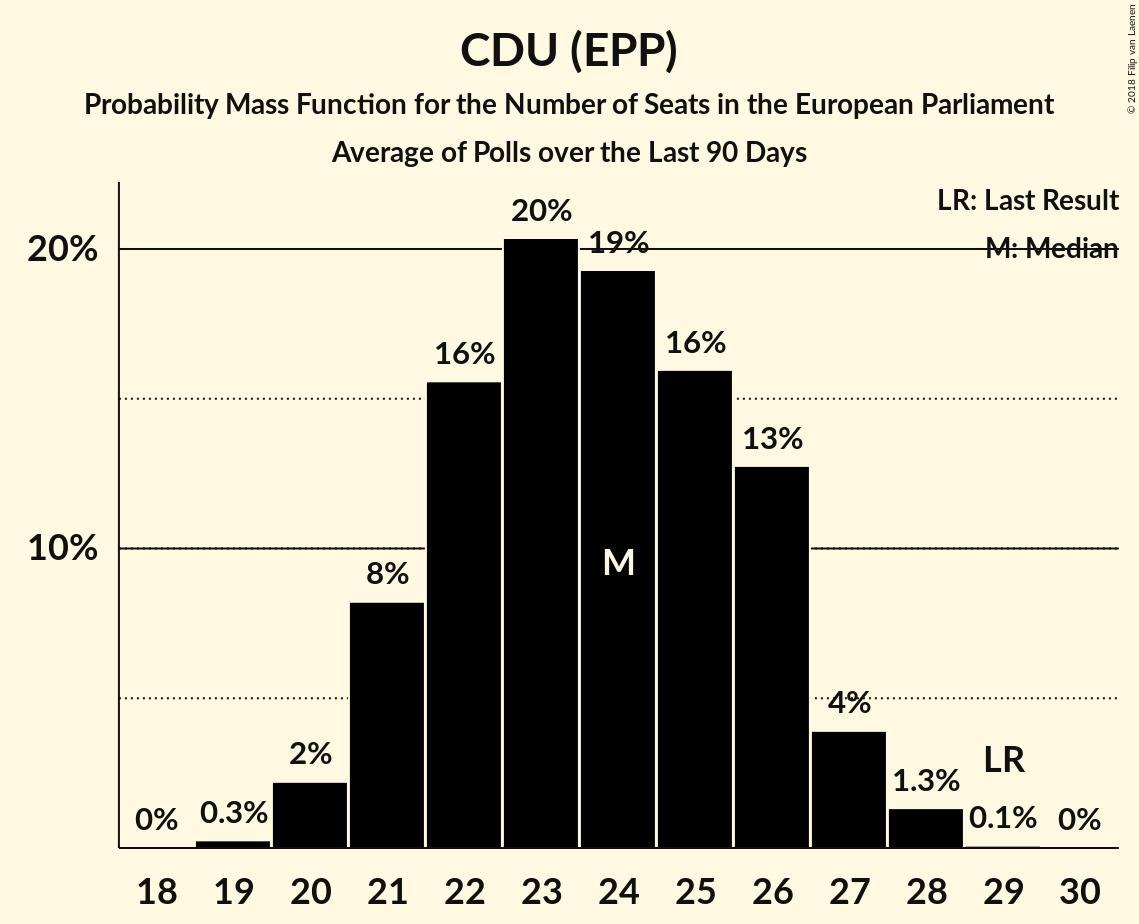 CDU (EPP)
Probability Mass Function for the Number of Seats in the European Parliament
Average of Polls over the Last 90 Days
© 2018 Filip van Laenen
LR: Last Result
M: Median
20%
10%
0%
0.3%
2%
8%
16%
20%
19%
16%
13%
4%
1.3%
0.1%
0%
M
LR
18 19 20 21 22 23 24 25 26 27 28 29 30